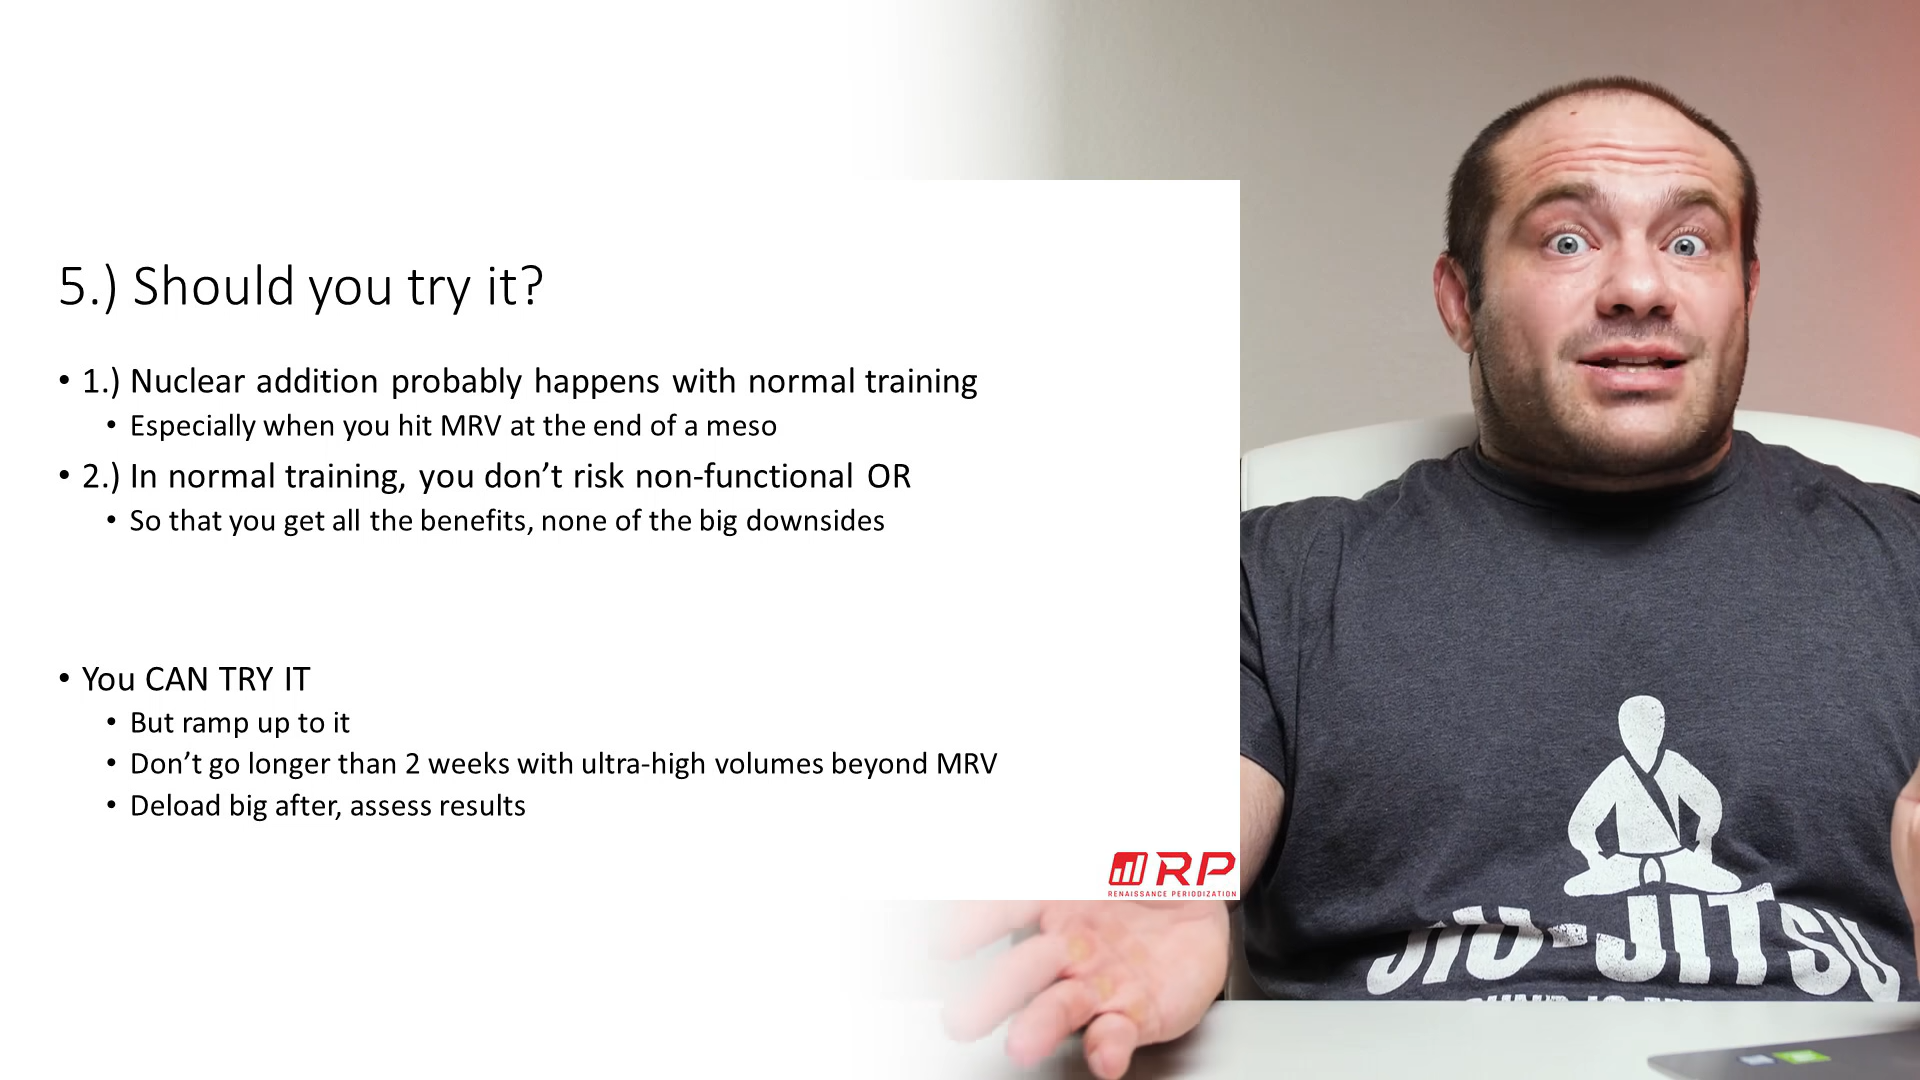 5.) Should you try it?
• 1.) Nuclear addition probably happens with normal training
• Especially when you hit MRV at the end of a meso
• 2.) In normal training, you don’t risk non-functional OR
• So that you get all the benefits, none of the big downsides
• You CAN TRY IT
• But ramp up to it
• Don’t go longer than 2 weeks with ultra-high volumes beyond MRV
• Deload big after, assess results
RP
RENAISSANCE PERIODIZATION
JIU-JITSU